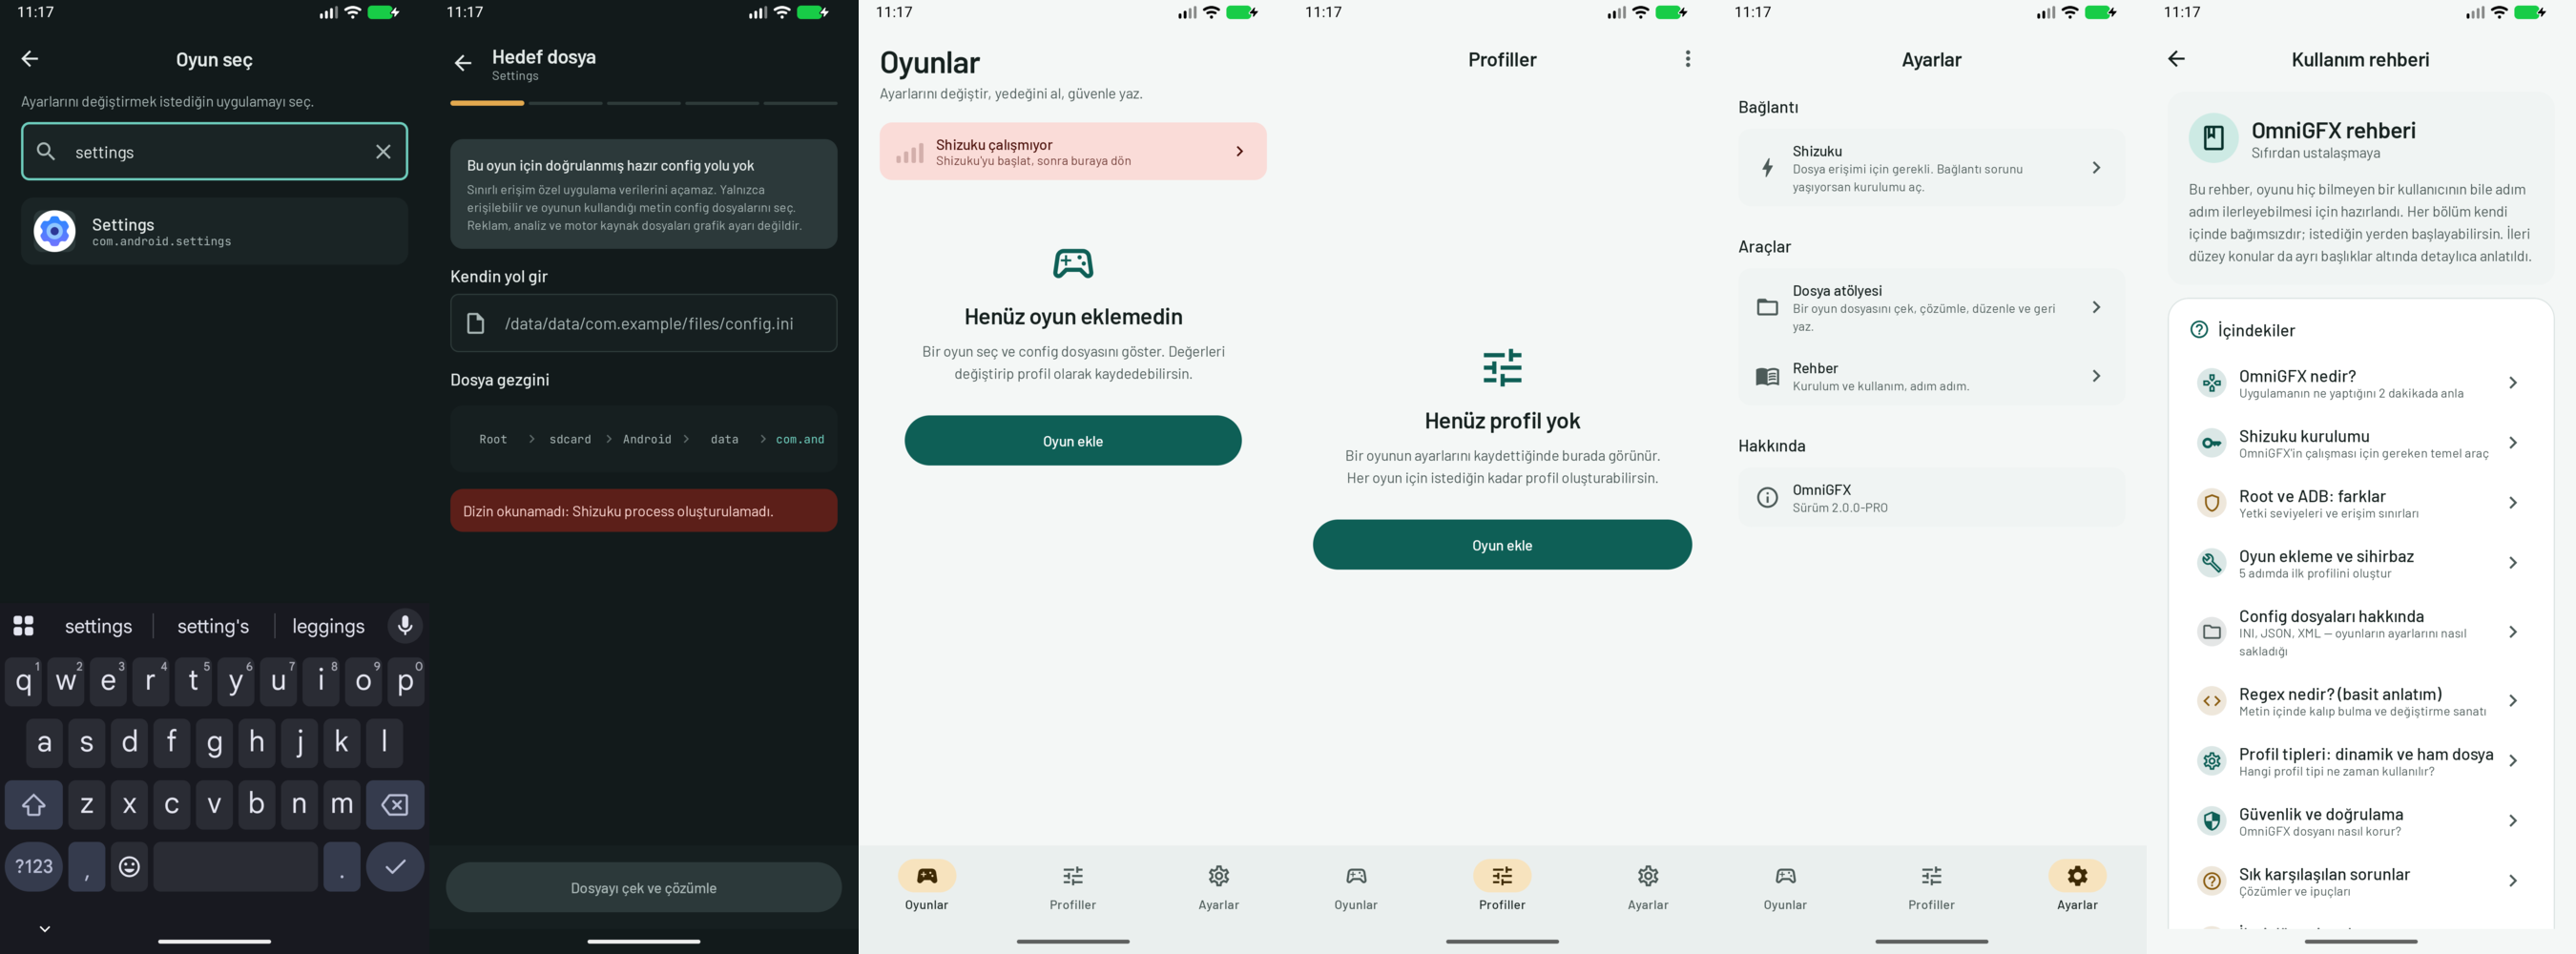 11:17
Oyun seç
Ayarlarını değiştirmek istediğin uygulamayı seç.
settings
Settings
com.android.settings
settings
setting's
leggings
q1 w2 e3 r4 t5 y6 u7 i8 o9 p0
a s d f g h j k l
z x c v b n m
?123 , .
11:17
Hedef dosya
Settings
Bu oyun için doğrulanmış hazır config yolu yok
Sınırlı erişim özel uygulama verilerini açamaz. Yalnızca
erişilebilir ve oyunun kullandığı metin config dosyalarını seç.
Reklam, analiz ve motor kaynak dosyaları grafik ayarı değildir.
Kendin yol gir
/data/data/com.example/files/config.ini
Dosya gezgini
Root > sdcard > Android > data > com.and
Dizin okunamadı: Shizuku process oluşturulamadı.
Dosyayı çek ve çözümle
11:17
Oyunlar
Ayarlarını değiştir, yedeğini al, güvenle yaz.
Shizuku çalışmıyor
Shizuku'yu başlat, sonra buraya dön
Henüz oyun eklemedin
Bir oyun seç ve config dosyasını göster. Değerleri
değiştirip profil olarak kaydedebilirsin.
Oyun ekle
Oyunlar
Profiller
Ayarlar
11:17
Profiller
Henüz profil yok
Bir oyunun ayarlarını kaydettiğinde burada görünür.
Her oyun için istediğin kadar profil oluşturabilirsin.
Oyun ekle
Oyunlar
Profiller
Ayarlar
11:17
Ayarlar
Bağlantı
Shizuku
Dosya erişimi için gerekli. Bağlantı sorunu
yaşıyorsan kurulumu aç.
Araçlar
Dosya atölyesi
Bir oyun dosyasını çek, çözümle, düzenle ve geri
yaz.
Rehber
Kurulum ve kullanım, adım adım.
Hakkında
OmniGFX
Sürüm 2.0.0-PRO
Oyunlar
Profiller
Ayarlar
11:17
Kullanım rehberi
OmniGFX rehberi
Sıfırdan ustalaşmaya
Bu rehber, oyunu hiç bilmeyen bir kullanıcının bile adım
adım ilerleyebilmesi için hazırlandı. Her bölüm kendi
içinde bağımsızdır; istediğin yerden başlayabilirsin. İleri
düzey konular da ayrı başlıklar altında detaylıca anlatıldı.
İçindekiler
OmniGFX nedir?
Uygulamanın ne yaptığını 2 dakikada anla
Shizuku kurulumu
OmniGFX'in çalışması için gereken temel araç
Root ve ADB: farklar
Yetki seviyeleri ve erişim sınırları
Oyun ekleme ve sihirbaz
5 adımda ilk profilini oluştur
Config dosyaları hakkında
INI, JSON, XML — oyunların ayarlarını nasıl
sakladığı
Regex nedir? (basit anlatım)
Metin içinde kalıp bulma ve değiştirme sanatı
Profil tipleri: dinamik ve ham dosya
Hangi profil tipi ne zaman kullanılır?
Güvenlik ve doğrulama
OmniGFX dosyanı nasıl korur?
Sık karşılaşılan sorunlar
Çözümler ve ipuçları